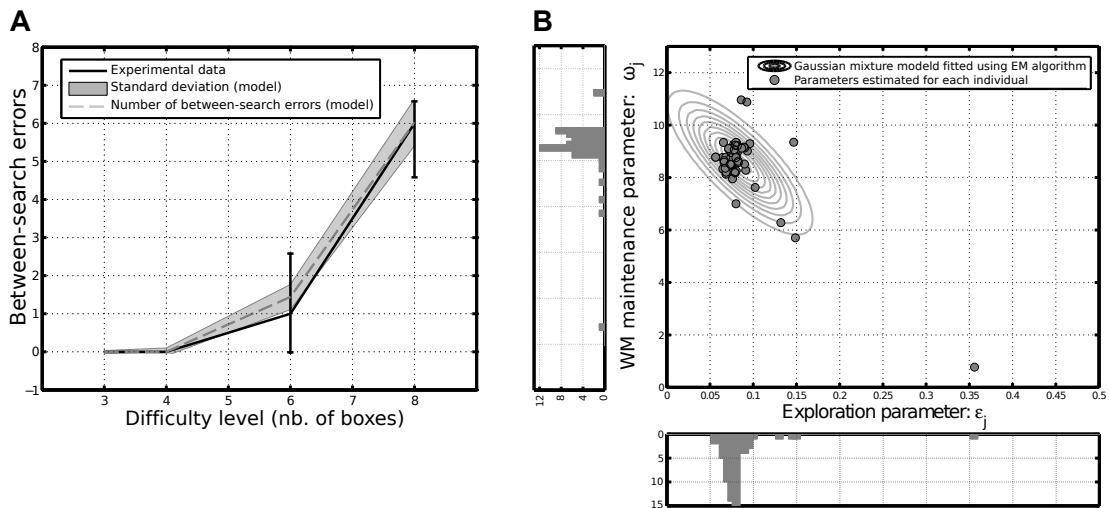 A
Experimental data
Standard deviation (model)
Number of between-search errors (model)
Between-search errors
8
7
6
5
4
3
2
1
0
−1
3 4 5 6 7 8
Difficulty level (nb. of boxes)
B
12 8 4 0
WM maintenance parameter: ω_j
Gaussian mixture modeld fitted using EM algorithm
Parameters estimated for each individual
12
10
8
6
4
2
0
0 0.05 0.1 0.15 0.2 0.25 0.3 0.35 0.4 0.45 0.5
Exploration parameter: ε_j
0
5
10
15